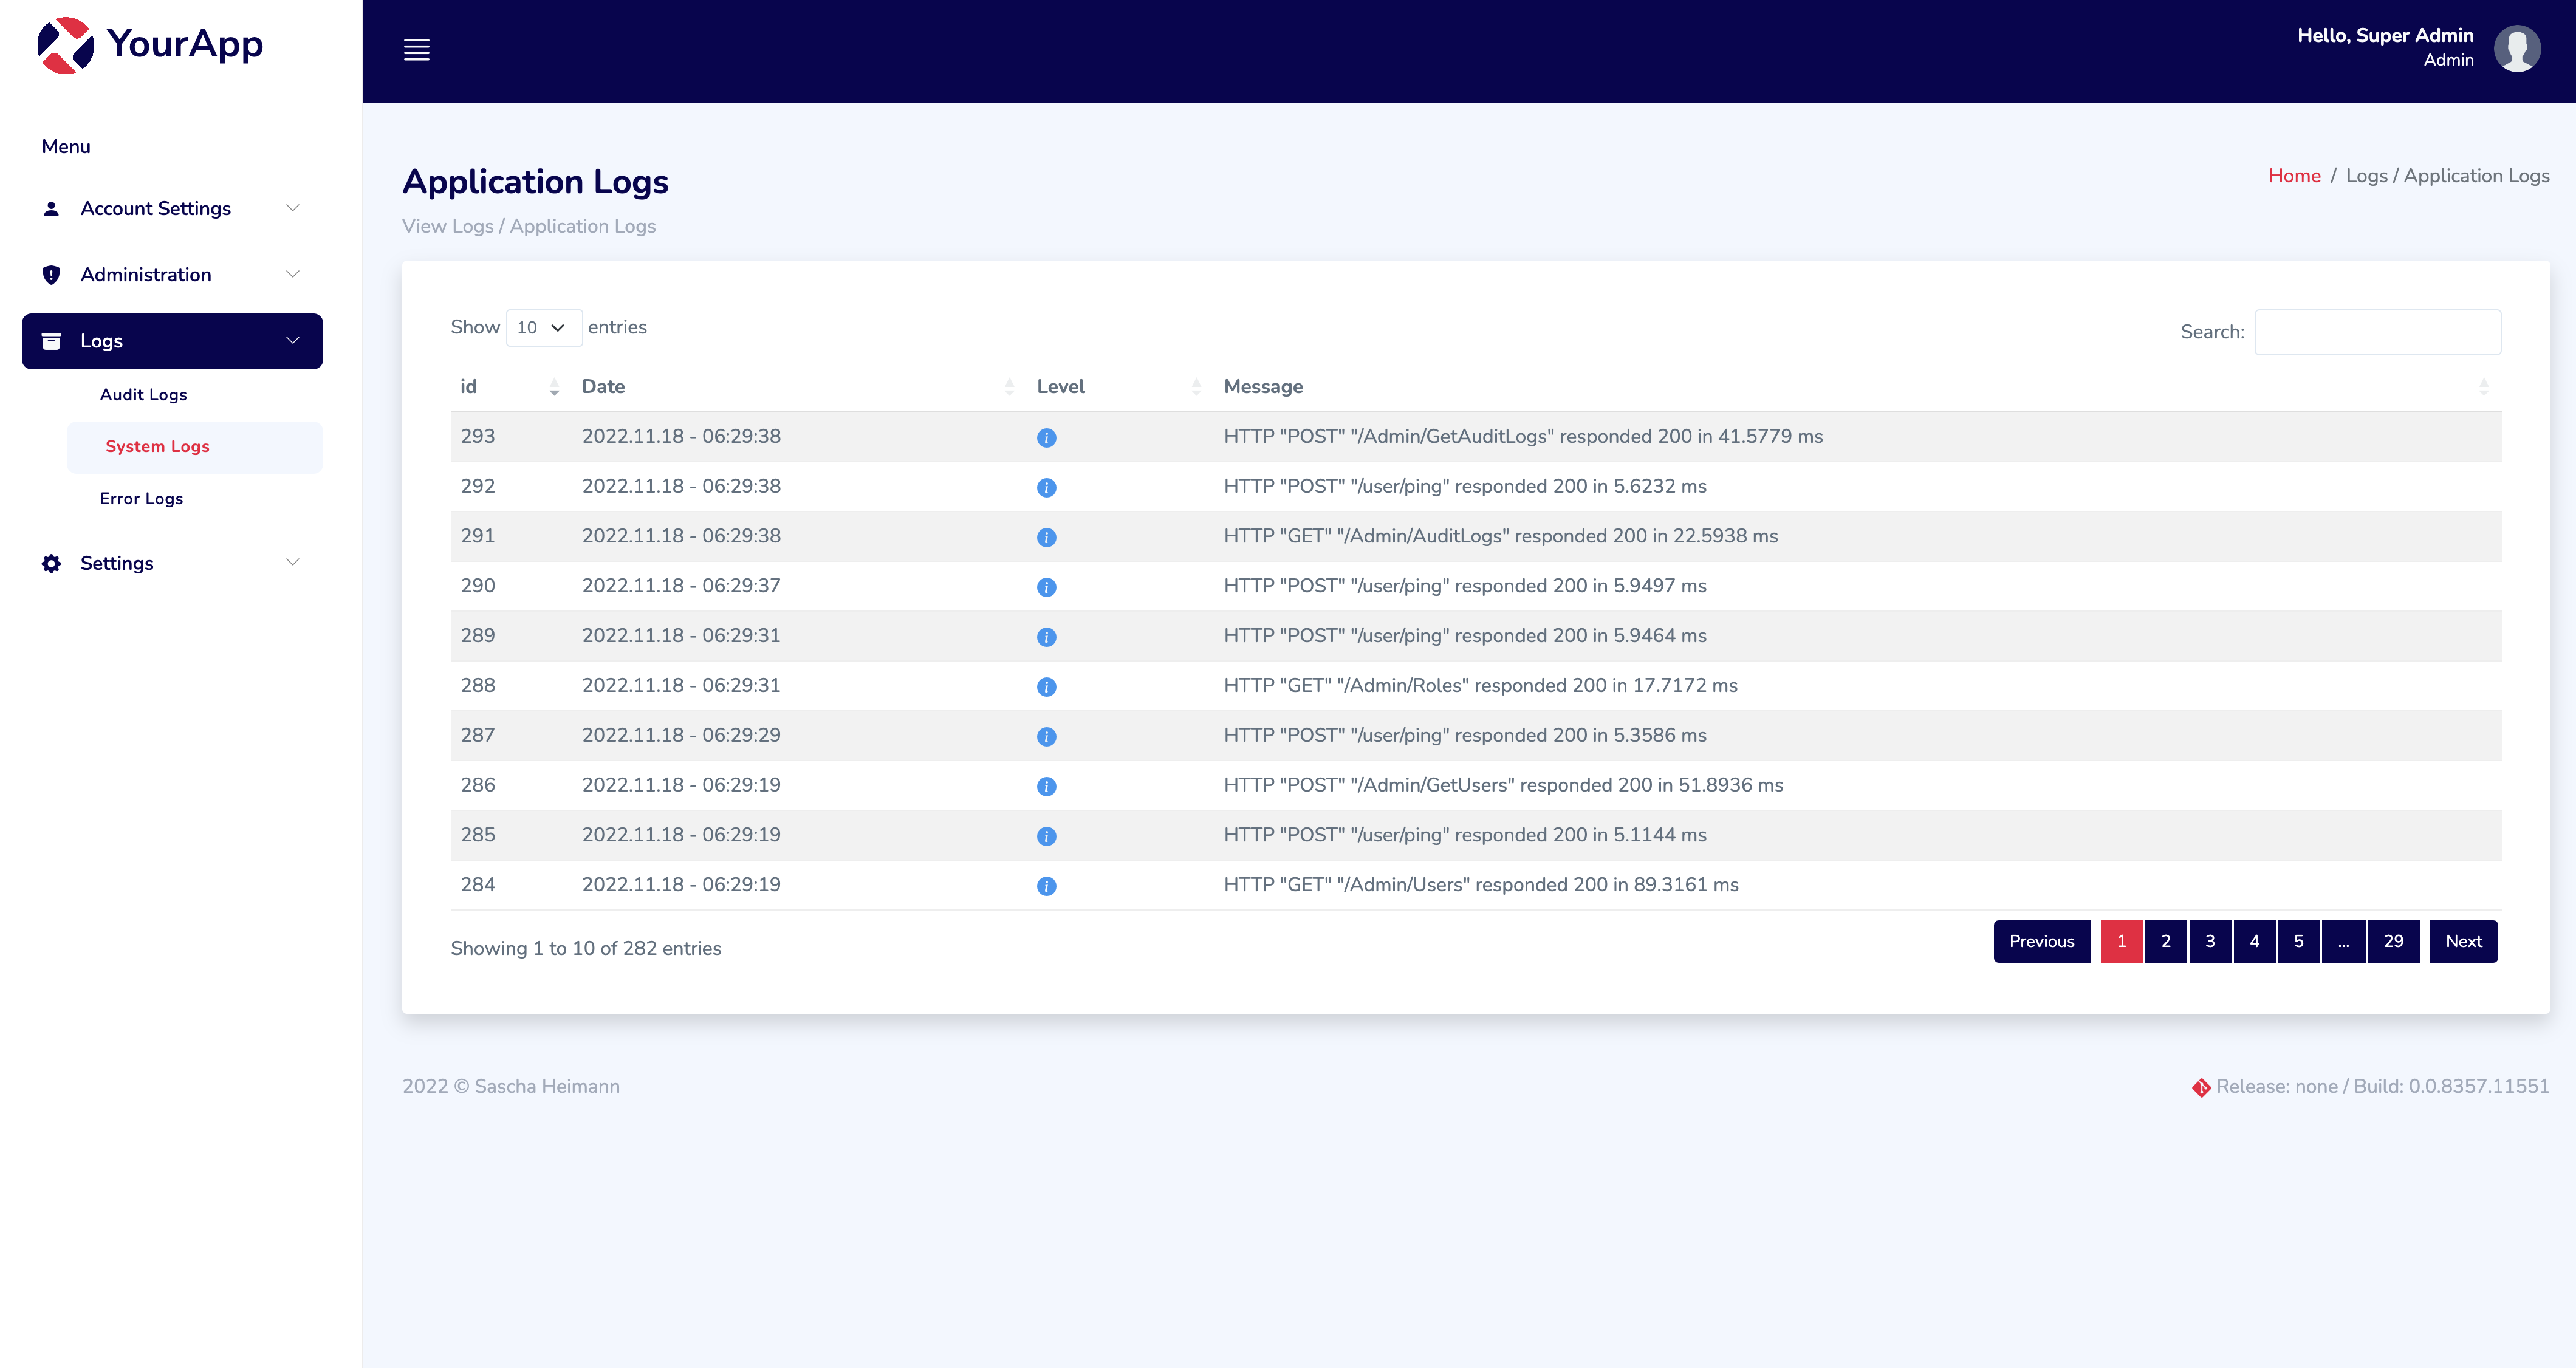 YourApp
Hello, Super Admin
Admin
Menu
Account Settings
Administration
Logs
Audit Logs
System Logs
Error Logs
Settings
Application Logs
Home / Logs / Application Logs
View Logs / Application Logs
Show 10 entries
Search:
id Date Level Message
293 2022.11.18 - 06:29:38 i HTTP "POST" "/Admin/GetAuditLogs" responded 200 in 41.5779 ms
292 2022.11.18 - 06:29:38 i HTTP "POST" "/user/ping" responded 200 in 5.6232 ms
291 2022.11.18 - 06:29:38 i HTTP "GET" "/Admin/AuditLogs" responded 200 in 22.5938 ms
290 2022.11.18 - 06:29:37 i HTTP "POST" "/user/ping" responded 200 in 5.9497 ms
289 2022.11.18 - 06:29:31 i HTTP "POST" "/user/ping" responded 200 in 5.9464 ms
288 2022.11.18 - 06:29:31 i HTTP "GET" "/Admin/Roles" responded 200 in 17.7172 ms
287 2022.11.18 - 06:29:29 i HTTP "POST" "/user/ping" responded 200 in 5.3586 ms
286 2022.11.18 - 06:29:19 i HTTP "POST" "/Admin/GetUsers" responded 200 in 51.8936 ms
285 2022.11.18 - 06:29:19 i HTTP "POST" "/user/ping" responded 200 in 5.1144 ms
284 2022.11.18 - 06:29:19 i HTTP "GET" "/Admin/Users" responded 200 in 89.3161 ms
Showing 1 to 10 of 282 entries
Previous 1 2 3 4 5 ... 29 Next
2022 © Sascha Heimann
Release: none / Build: 0.0.8357.11551